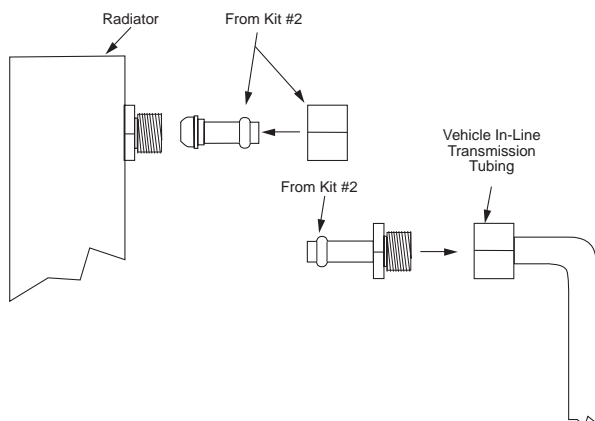 Radiator
From Kit #2
Vehicle In-Line
Transmission
Tubing
From Kit #2